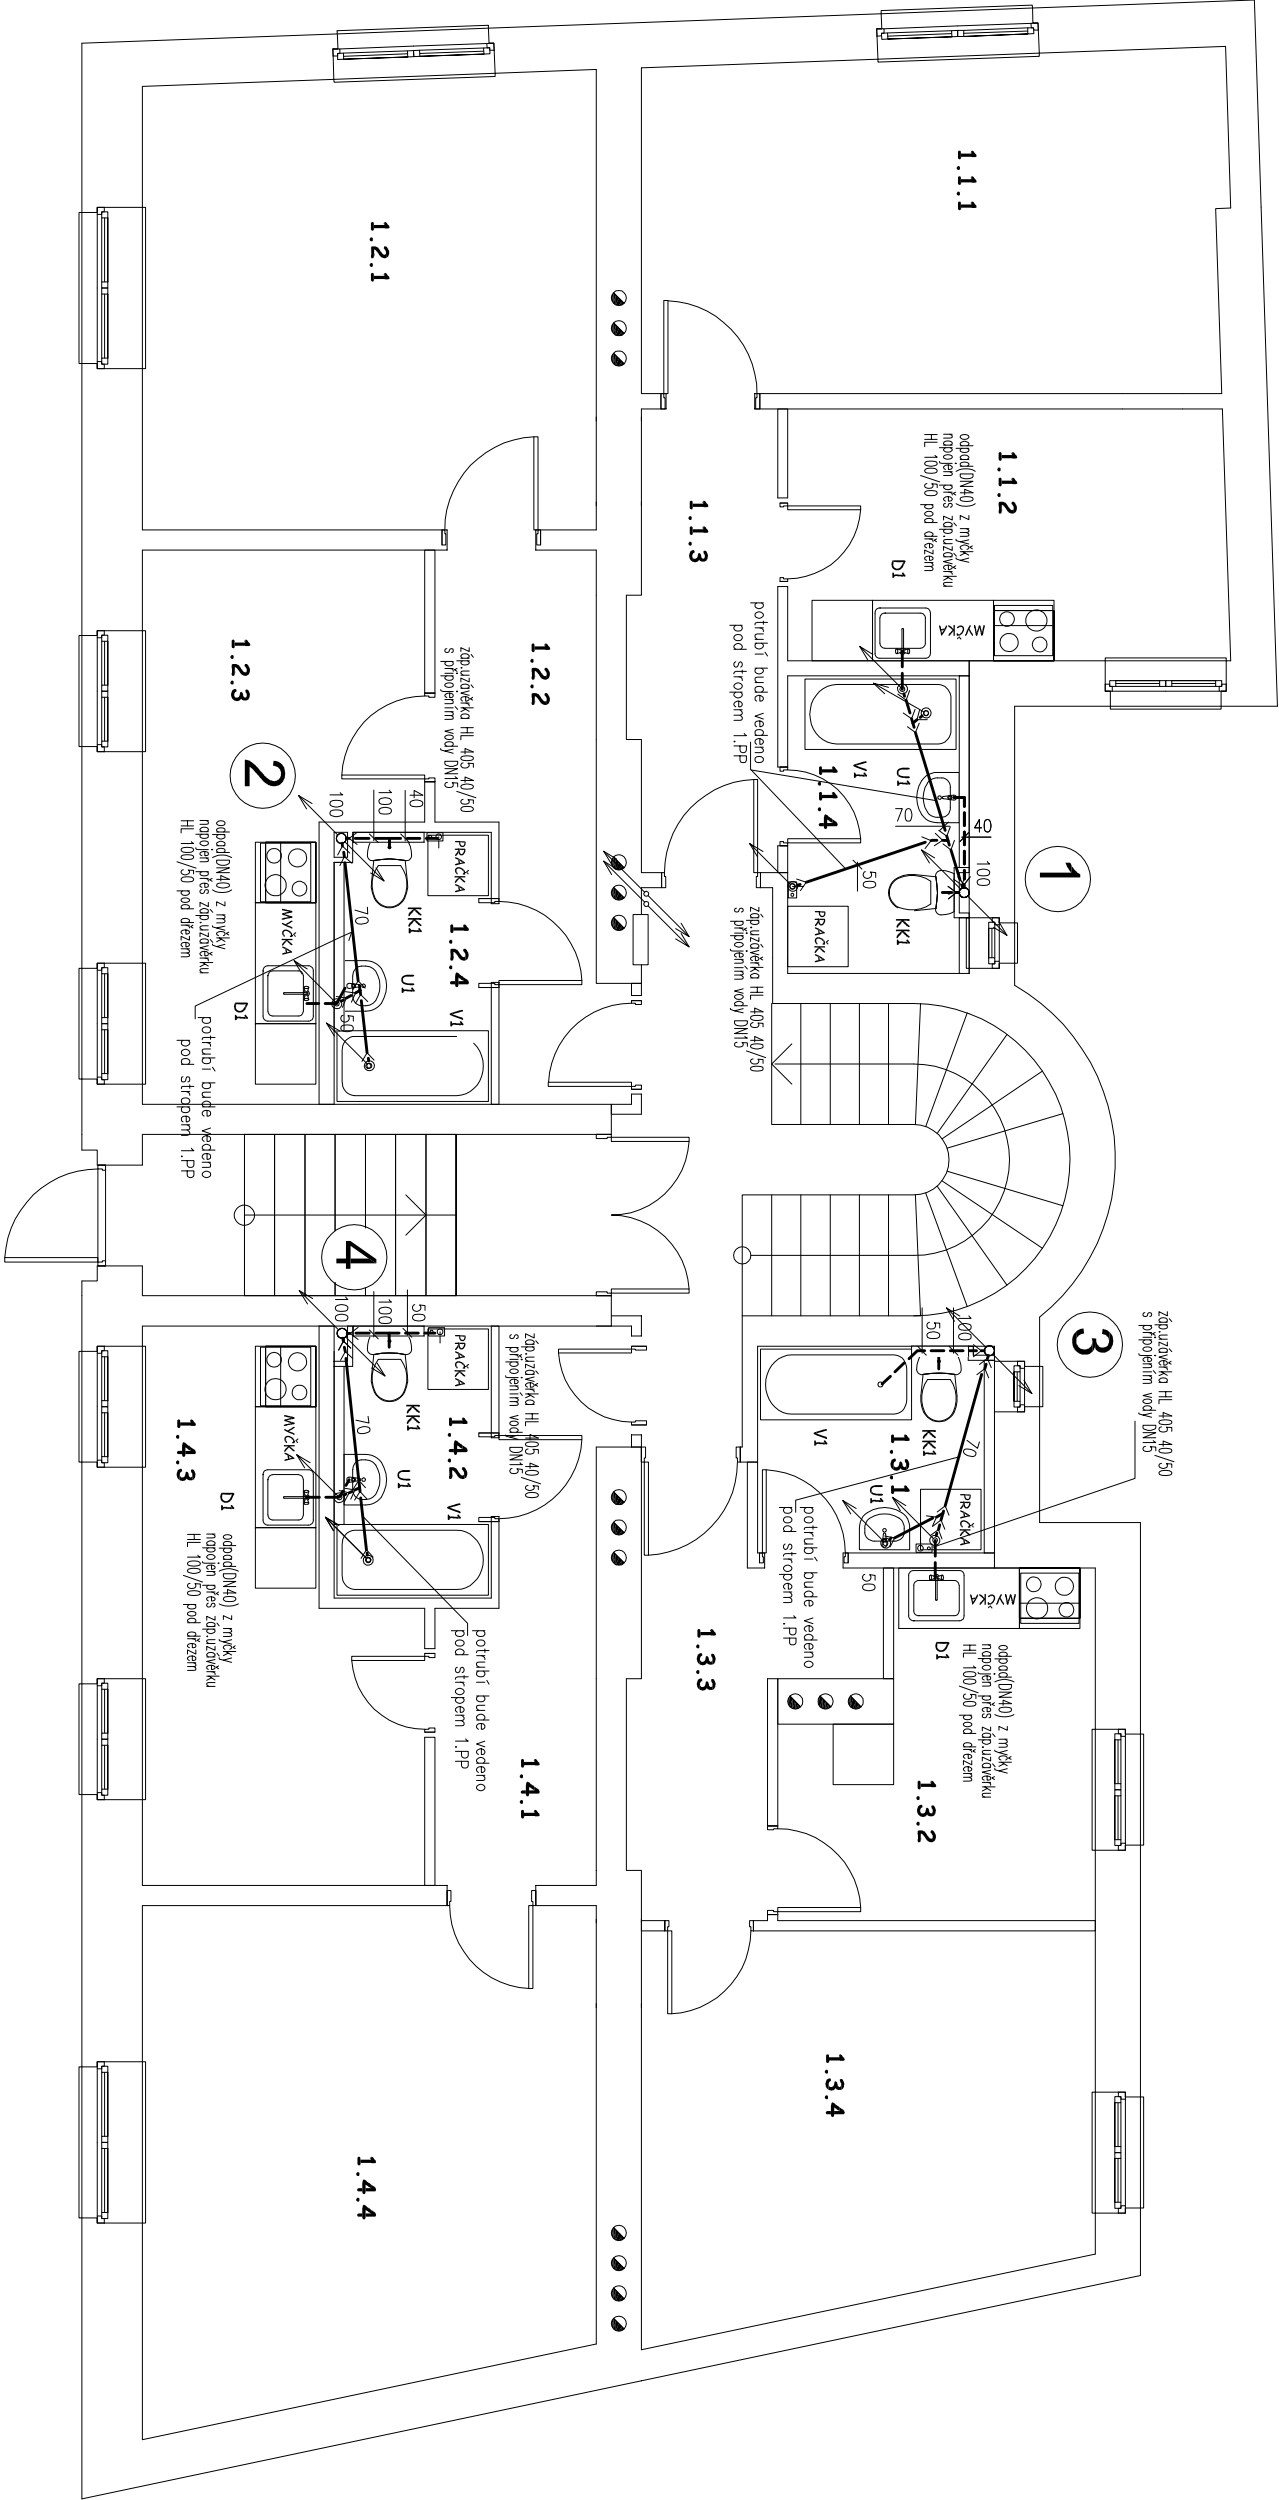 1.1.1
1.1.2
odpad(DN40) z myčky
napojen přes záp.uzávěrku
HL 100/50 pod dřezem
D1
MYČKA
1.1.3
potrubí bude vedeno
pod stropem 1.PP
V1
U1
1.1.4
70
40
50
100
KK1
PRAČKA
záp.uzávěrka HL 405 40/50
s připojením vody DN15
1
1.2.1
1.2.2
1.2.3
záp.uzávěrka HL 405 40/50
s připojením vody DN15
2
40
100
100
PRAČKA
odpad(DN40) z myčky
napojen přes záp.uzávěrku
HL 100/50 pod dřezem
MYČKA
70
KK1
1.2.4
U1
V1
D1
50
potrubí bude vedeno
pod stropem 1.PP
3
záp.uzávěrka HL 405 40/50
s připojením vody DN15
100
50
KK1
V1
1.3.1
70
U1
PRAČKA
potrubí bude vedeno
pod stropem 1.PP
50
MYČKA
D1
odpad(DN40) z myčky
napojen přes záp.uzávěrku
HL 100/50 pod dřezem
1.3.3
1.3.2
1.3.4
4
50
100
100
PRAČKA
záp.uzávěrka HL 405 40/50
s připojením vody DN15
KK1
70
1.4.2
MYČKA
U1
V1
1.4.3
D1
odpad(DN40) z myčky
napojen přes záp.uzávěrku
HL 100/50 pod dřezem
potrubí bude vedeno
pod stropem 1.PP
1.4.1
1.4.4